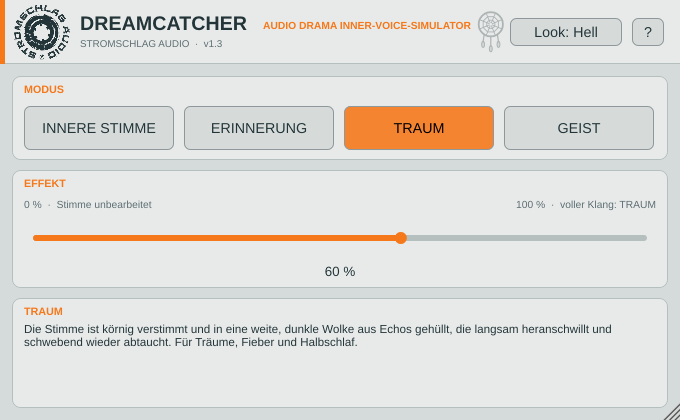 STROMSCHLAG AUDIO
DREAMCATCHER
AUDIO DRAMA INNER-VOICE-SIMULATOR
STROMSCHLAG AUDIO · v1.3
Look: Hell
?
MODUS
INNERE STIMME
ERINNERUNG
TRAUM
GEIST
EFFEKT
0 % · Stimme unbearbeitet
100 % · voller Klang: TRAUM
60 %
TRAUM
Die Stimme ist körnig verstimmt und in eine weite, dunkle Wolke aus Echos gehüllt, die langsam heranschwillt und
schwebend wieder abtaucht. Für Träume, Fieber und Halbschlaf.